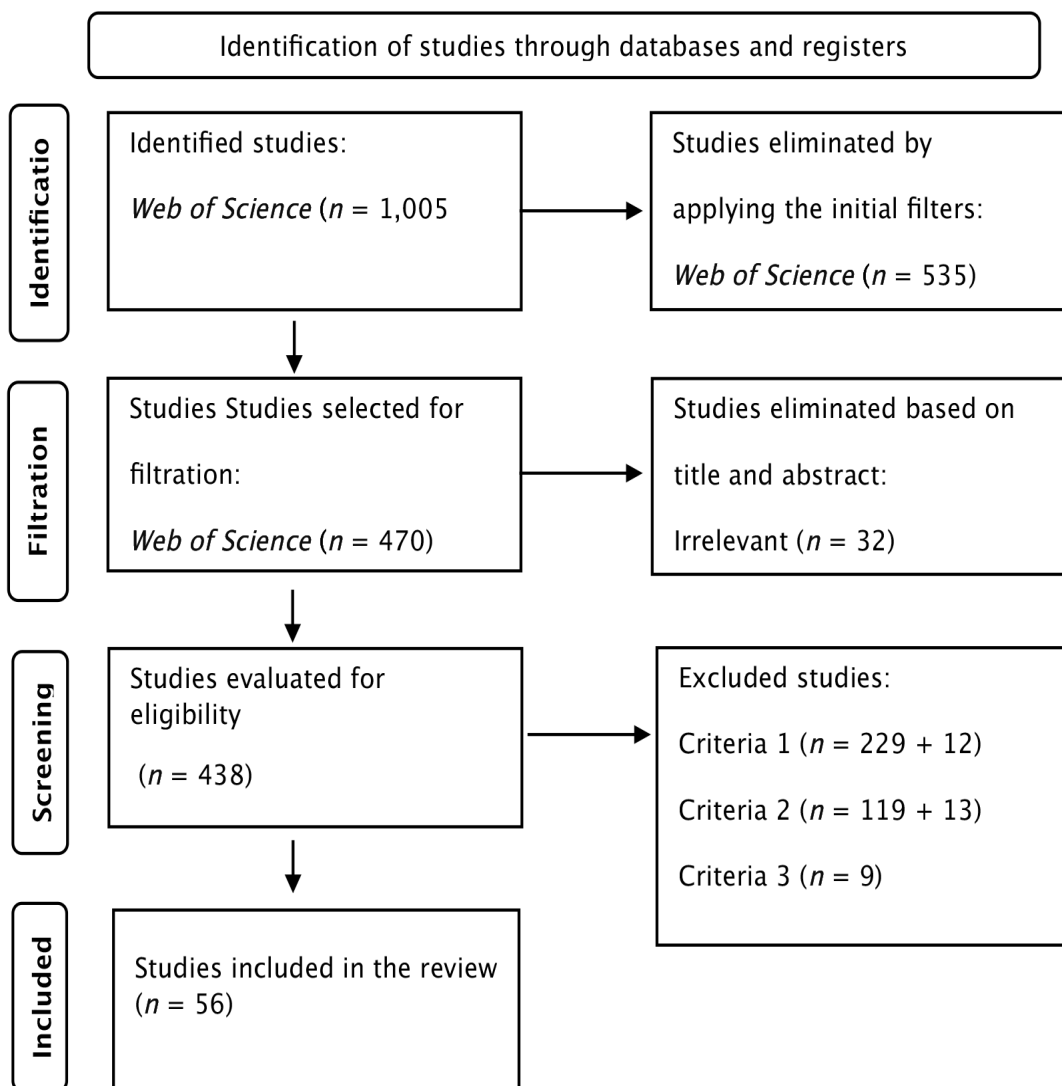 Identification of studies through databases and registers
Identificatio
Identified studies:
Web of Science (n = 1,005
Studies eliminated by
applying the initial filters:
Web of Science (n = 535)
Filtration
Studies Studies selected for
filtration:
Web of Science (n = 470)
Studies eliminated based on
title and abstract:
Irrelevant (n = 32)
Screening
Studies evaluated for
eligibility
(n = 438)
Excluded studies:
Criteria 1 (n = 229 + 12)
Criteria 2 (n = 119 + 13)
Criteria 3 (n = 9)
Included
Studies included in the review
(n = 56)